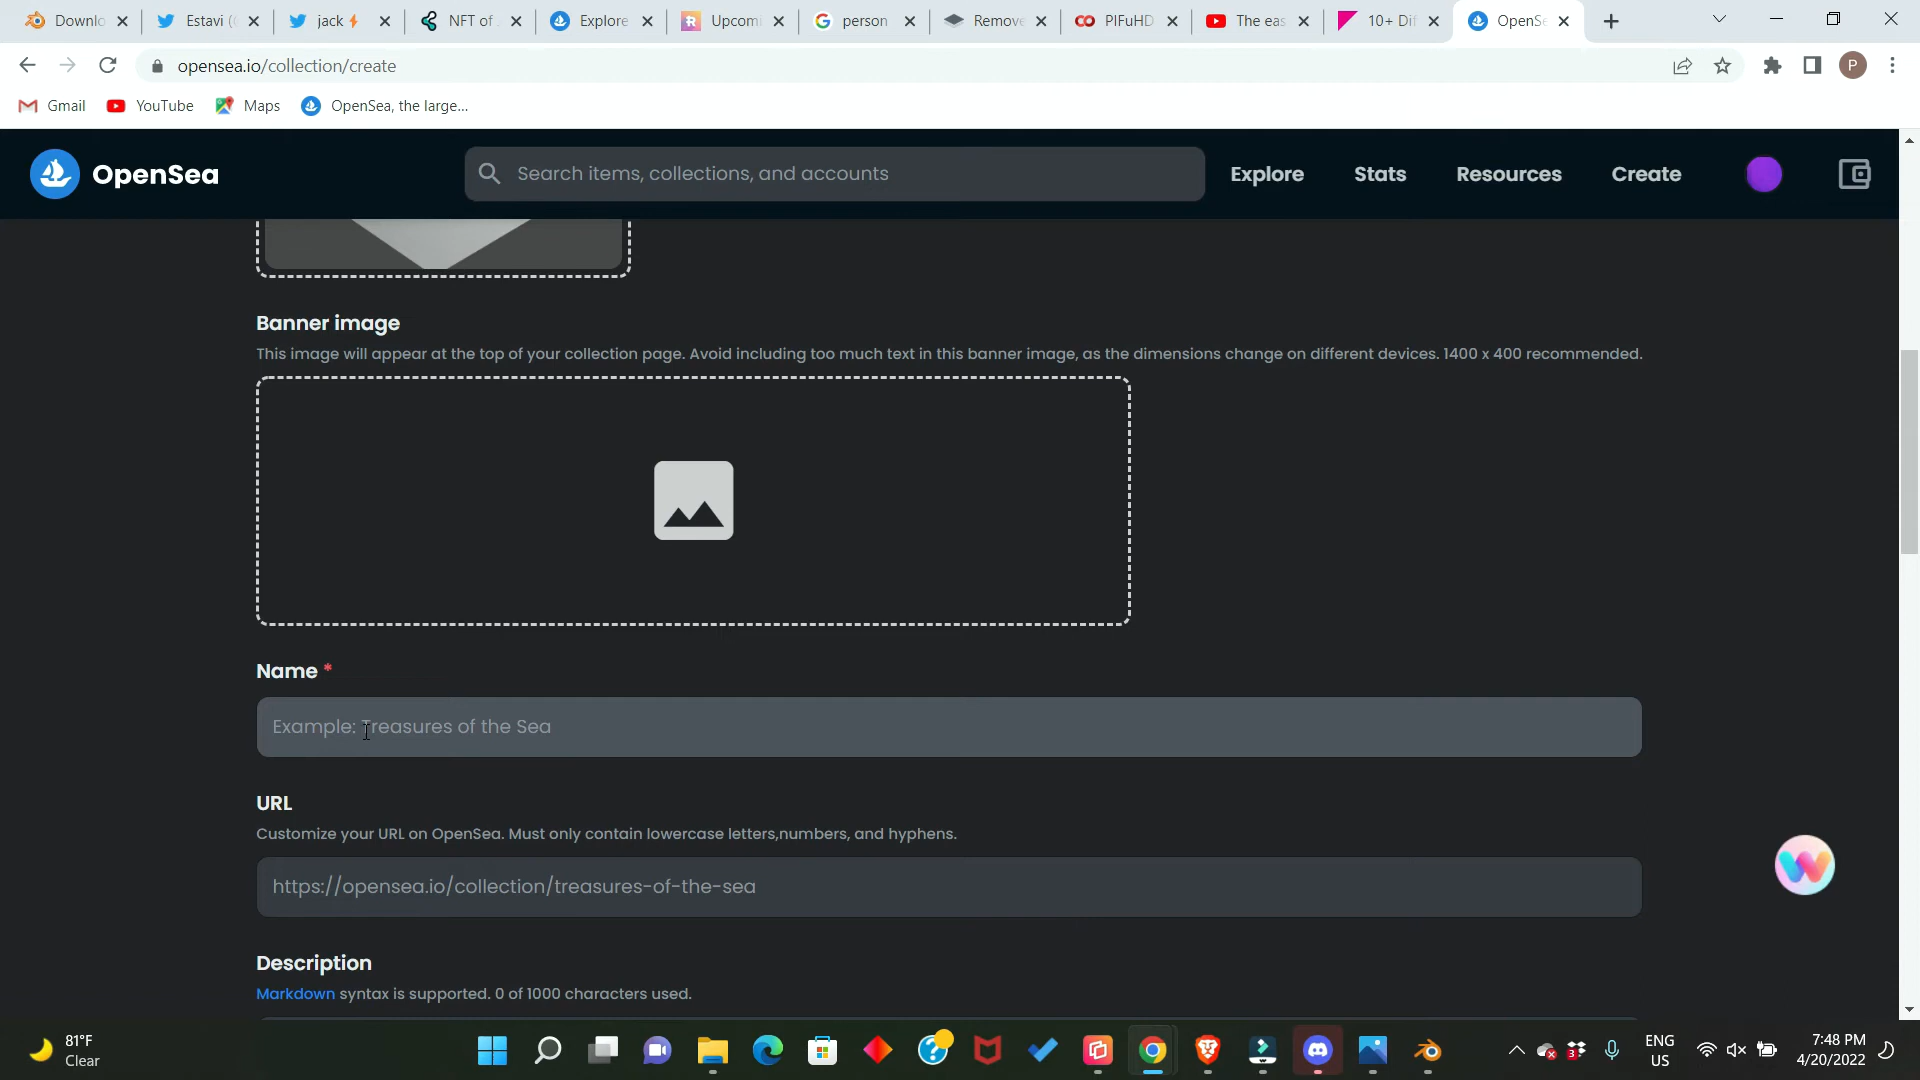 Downlo
Estavi (
jack
NFT of
Explore
Upcomi
person
Remove
PIFuHD
The eas
10+ Dif
OpenSe
opensea.io/collection/create
P
Gmail
YouTube
Maps
OpenSea, the large...
OpenSea
Search items, collections, and accounts
Explore
Stats
Resources
Create
Banner image
This image will appear at the top of your collection page. Avoid including too much text in this banner image, as the dimensions change on different devices. 1400 x 400 recommended.
Name *
Example: Treasures of the Sea
URL
Customize your URL on OpenSea. Must only contain lowercase letters,numbers, and hyphens.
https://opensea.io/collection/treasures-of-the-sea
Description
Markdown syntax is supported. 0 of 1000 characters used.
81°F
Clear
3
ENG
US
7:48 PM
4/20/2022